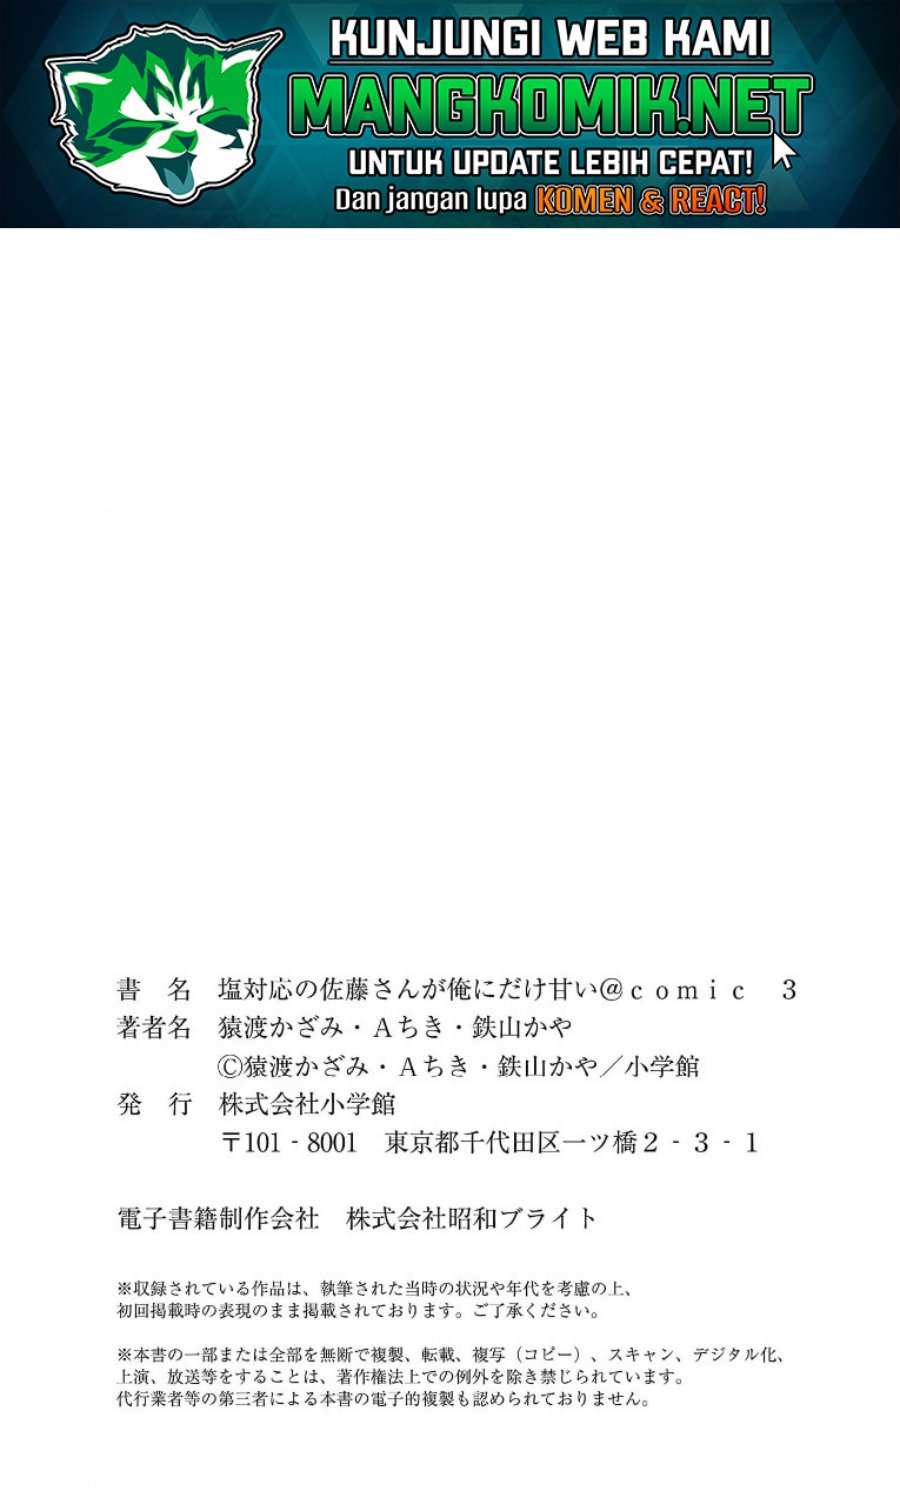 KUNJUNGI WEB KAMI
MANGKOMIK.NET
UNTUK UPDATE LEBIH CEPAT!
Dan jangan lupa KOMEN & REACT!
書　名　塩対応の佐藤さんが俺にだけ甘い＠ｃｏｍｉｃ　３
著者名　猿渡かざみ・Ａちき・鉄山かや
Ⓒ猿渡かざみ・Ａちき・鉄山かや／小学館
発　行　株式会社小学館
〒101‐8001　東京都千代田区一ツ橋２‐３‐１
電子書籍制作会社　株式会社昭和ブライト
※収録されている作品は、執筆された当時の状況や年代を考慮の上、
初回掲載時の表現のまま掲載されております。ご了承ください。
※本書の一部または全部を無断で複製、転載、複写（コピー）、スキャン、デジタル化、
上演、放送等をすることは、著作権法上での例外を除き禁じられています。
代行業者等の第三者による本書の電子的複製も認められておりません。